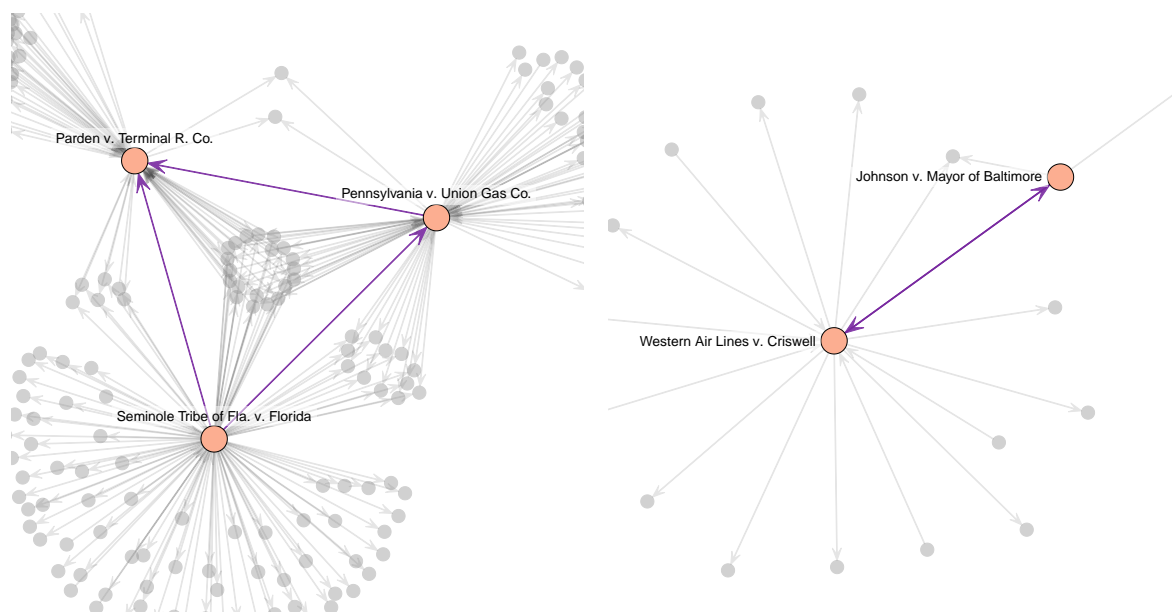 Parden v. Terminal R. Co.
Pennsylvania v. Union Gas Co.
Seminole Tribe of Fla. v. Florida
Johnson v. Mayor of Baltimore
Western Air Lines v. Criswell